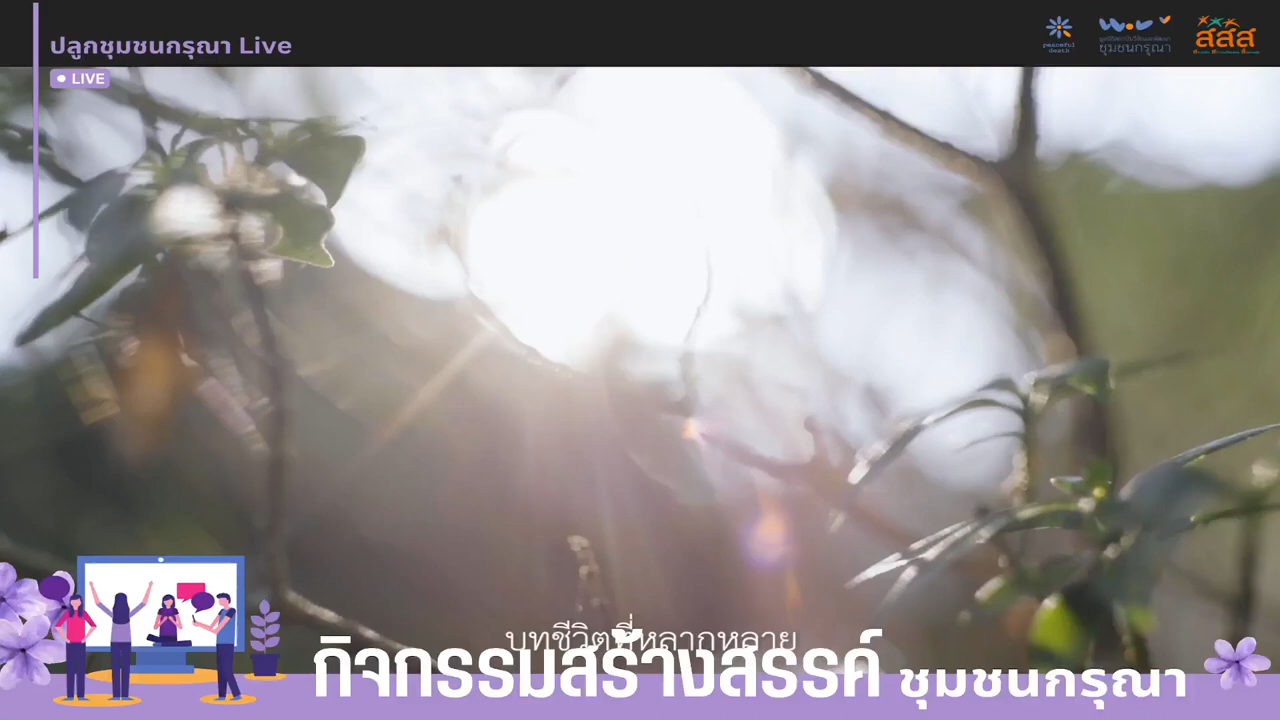 ปลูกชุมชนกรุณา Live
LIVE
peaceful
death
ชุมชนกรุณา
สสส
บทชีวิตที่หลากหลาย
กิจกรรมสร้างสรรค์ ชุมชนกรุณา